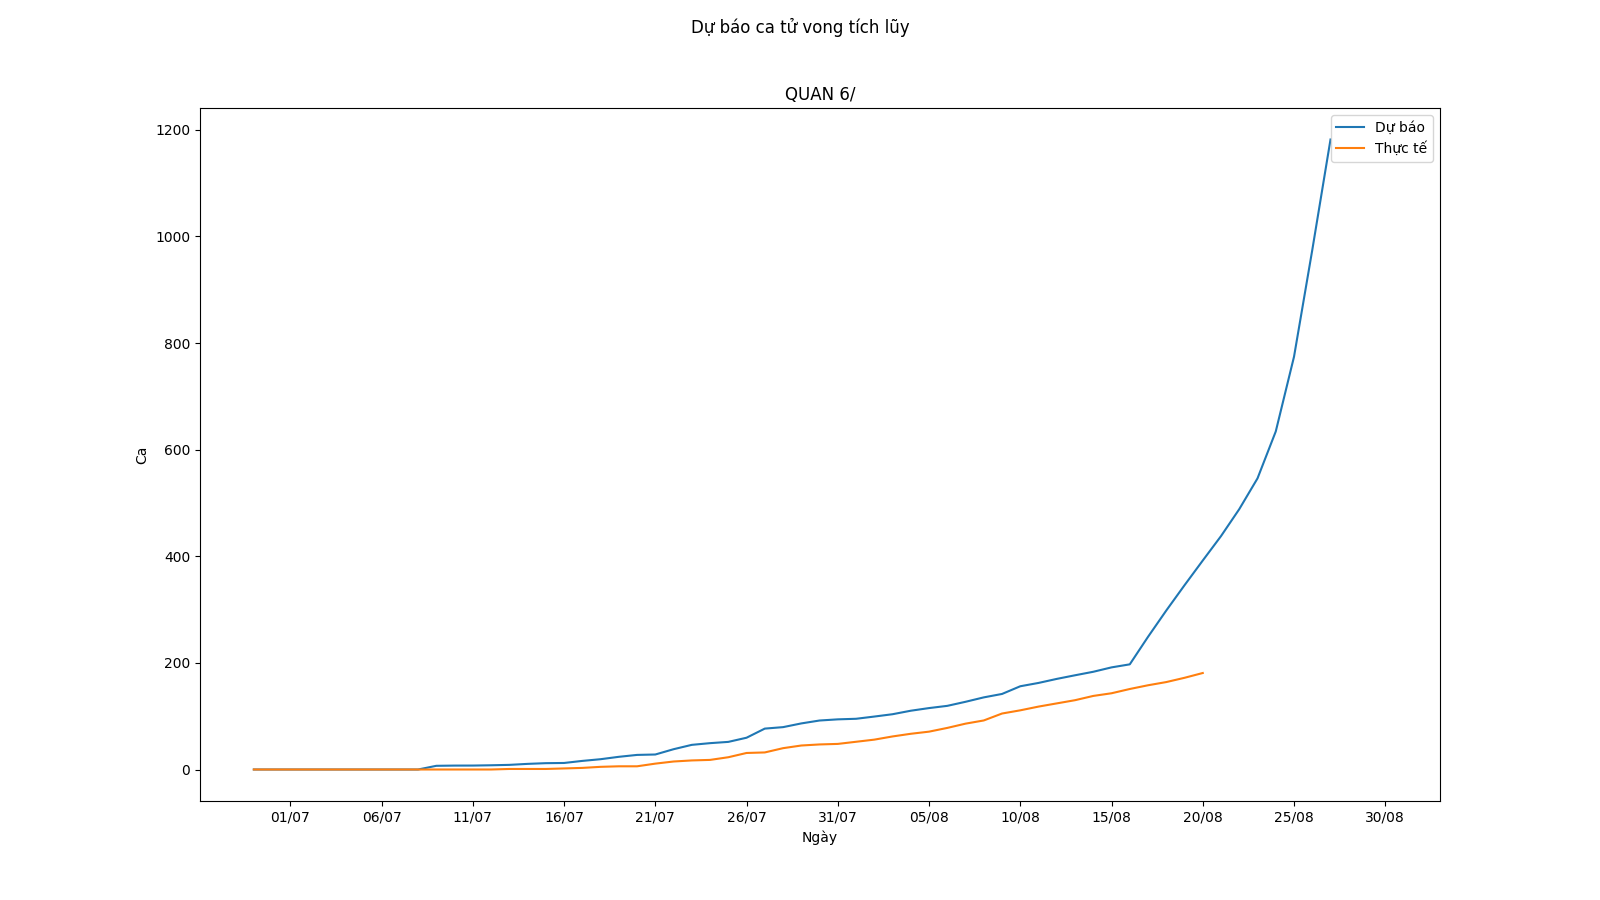 Dự báo ca tử vong tích lũy
QUAN 6/
Dự báo
Thực tế
1200
1000
800
600
400
200
0
Ca
01/07 06/07 11/07 16/07 21/07 26/07 31/07 05/08 10/08 15/08 20/08 25/08 30/08
Ngày